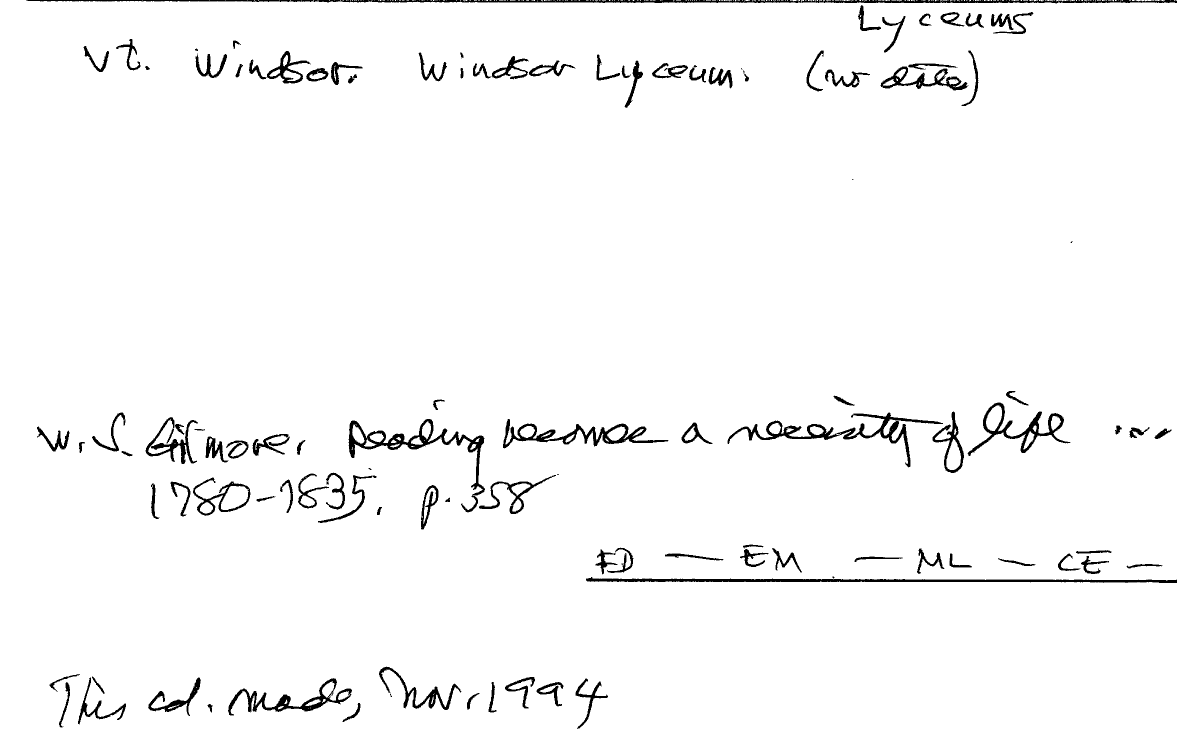 Lyceums
Vt. Windsor. Windsor Lyceum. (no date)
W.S. Gilmore. Reading becomes a necessity of life ...
1780-1835. p. 358
ED — EM — ML — CE —
This cd. made, Nov. 1994